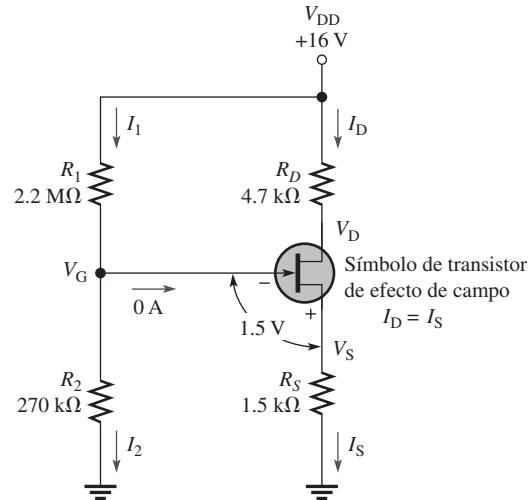 V_DD
+16 V
I_1
I_D
R_1
2.2 MΩ
R_D
4.7 kΩ
V_D
V_G
0 A
−
+
1.5 V
Símbolo de transistor
de efecto de campo
I_D = I_S
V_S
R_2
270 kΩ
R_S
1.5 kΩ
I_2
I_S